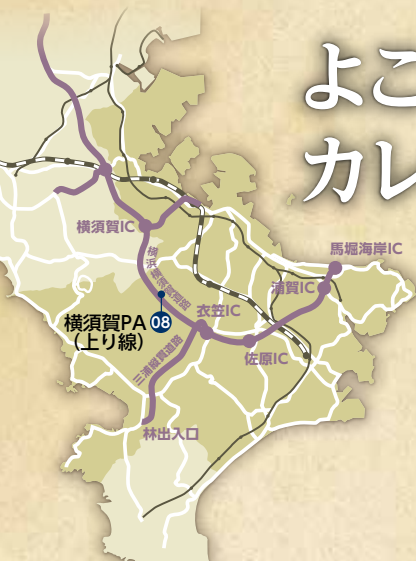 よこ
カレ
横須賀IC
馬堀海岸IC
浦賀IC
横浜横須賀道路
横須賀PA 08
(上り線)
衣笠IC
佐原IC
三浦縦貫道路
林出入口